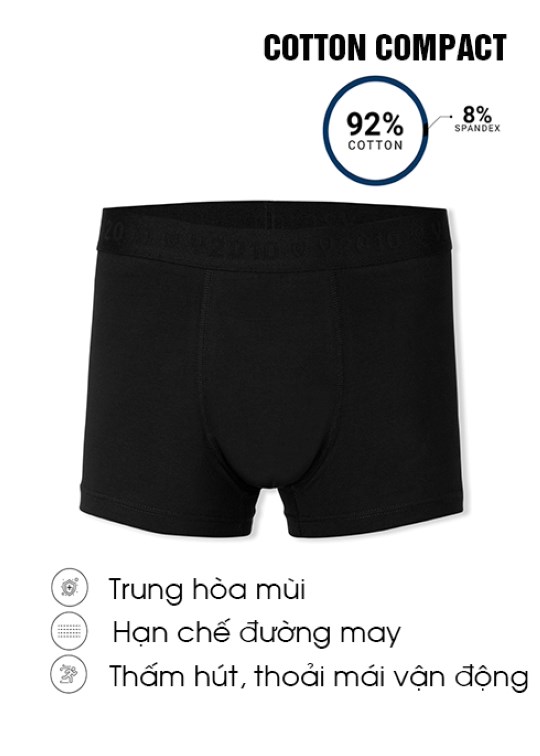 COTTON COMPACT
92%
COTTON
8%
SPANDEX
Trung hòa mùi
Hạn chế đường may
Thấm hút, thoải mái vận động